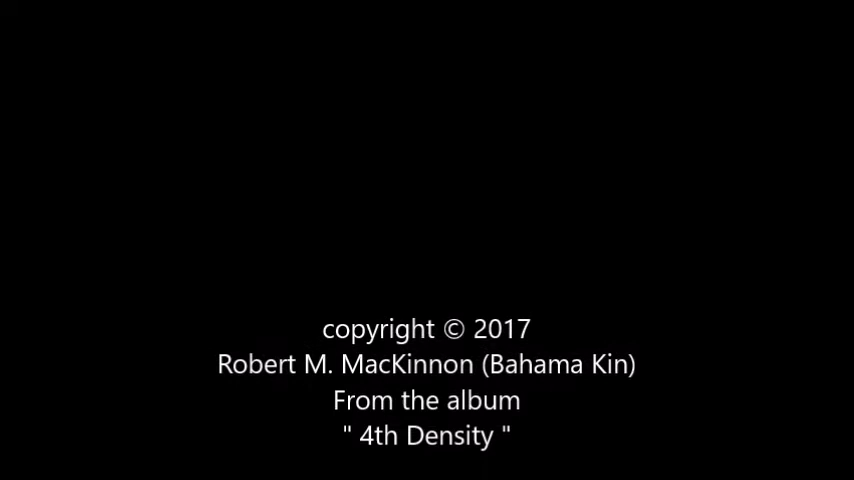 copyright © 2017
Robert M. MacKinnon (Bahama Kin)
From the album
" 4th Density "